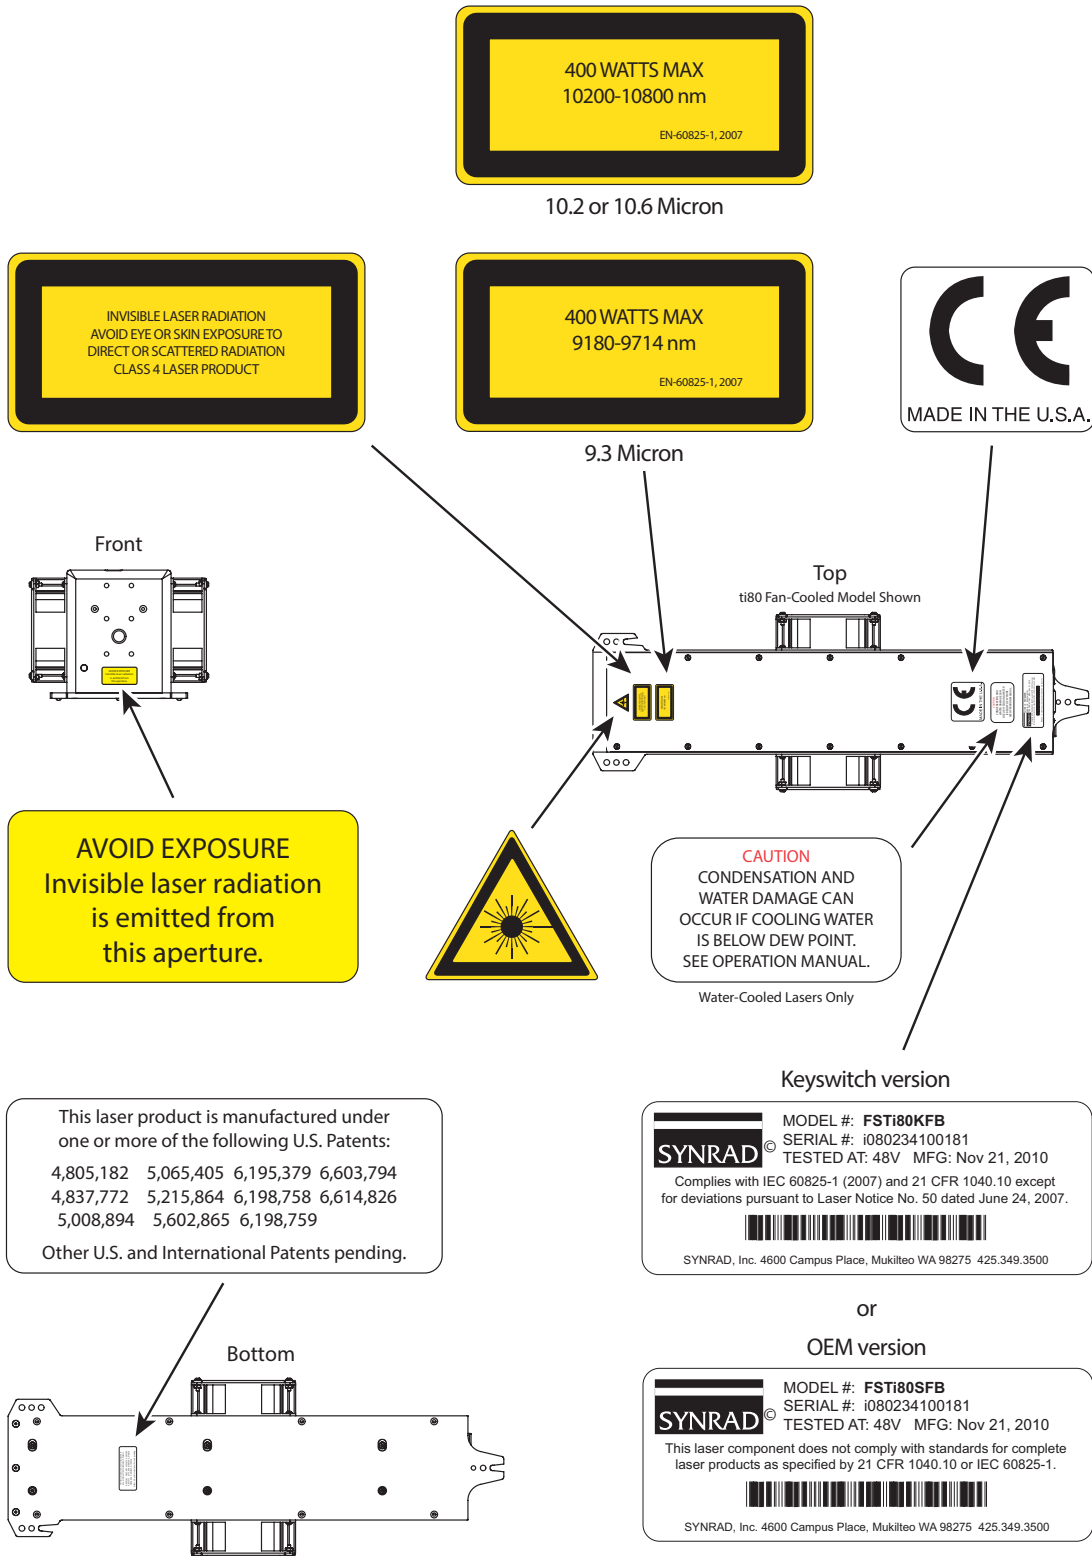 400 WATTS MAX
10200-10800 nm
EN-60825-1, 2007
10.2 or 10.6 Micron
INVISIBLE LASER RADIATION
AVOID EYE OR SKIN EXPOSURE TO
DIRECT OR SCATTERED RADIATION
CLASS 4 LASER PRODUCT
400 WATTS MAX
9180-9714 nm
EN-60825-1, 2007
9.3 Micron
CE
MADE IN THE U.S.A.
Front
Top
ti80 Fan-Cooled Model Shown
CE
MADE IN THE U.S.A.
AVOID EXPOSURE
Invisible laser radiation
is emitted from
this aperture.
CAUTION
CONDENSATION AND
WATER DAMAGE CAN
OCCUR IF COOLING WATER
IS BELOW DEW POINT.
SEE OPERATION MANUAL.
Water-Cooled Lasers Only
This laser product is manufactured under
one or more of the following U.S. Patents:
4,805,182 5,065,405 6,195,379 6,603,794
4,837,772 5,215,864 6,198,758 6,614,826
5,008,894 5,602,865 6,198,759
Other U.S. and International Patents pending.
Keyswitch version
SYNRAD ©
MODEL #: FSTi80KFB
SERIAL #: i080234100181
TESTED AT: 48V MFG: Nov 21, 2010
Complies with IEC 60825-1 (2007) and 21 CFR 1040.10 except
for deviations pursuant to Laser Notice No. 50 dated June 24, 2007.
SYNRAD, Inc. 4600 Campus Place, Mukilteo WA 98275 425.349.3500
or
OEM version
SYNRAD ©
MODEL #: FSTi80SFB
SERIAL #: i080234100181
TESTED AT: 48V MFG: Nov 21, 2010
This laser component does not comply with standards for complete
laser products as specified by 21 CFR 1040.10 or IEC 60825-1.
SYNRAD, Inc. 4600 Campus Place, Mukilteo WA 98275 425.349.3500
Bottom